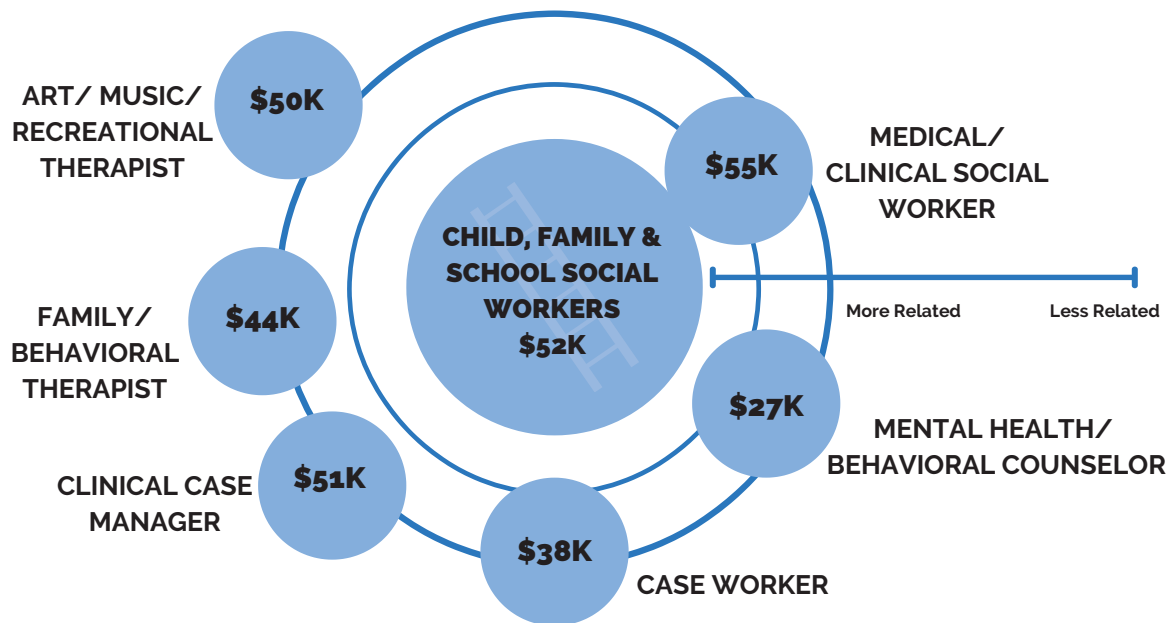 ART/ MUSIC/
RECREATIONAL
THERAPIST
$50K
$55K
MEDICAL/
CLINICAL SOCIAL
WORKER
CHILD, FAMILY &
SCHOOL SOCIAL
WORKERS
$52K
More Related
Less Related
FAMILY/
BEHAVIORAL
THERAPIST
$44K
$27K
MENTAL HEALTH/
BEHAVIORAL COUNSELOR
CLINICAL CASE
MANAGER
$51K
$38K
CASE WORKER